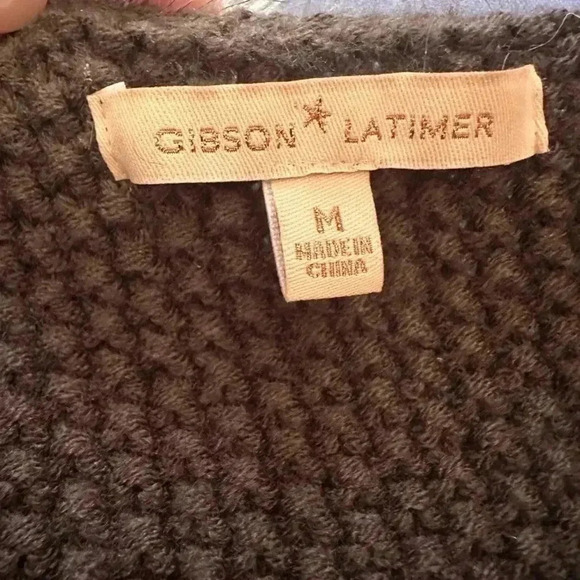 GIBSON * LATIMER
M
MADE IN
CHINA